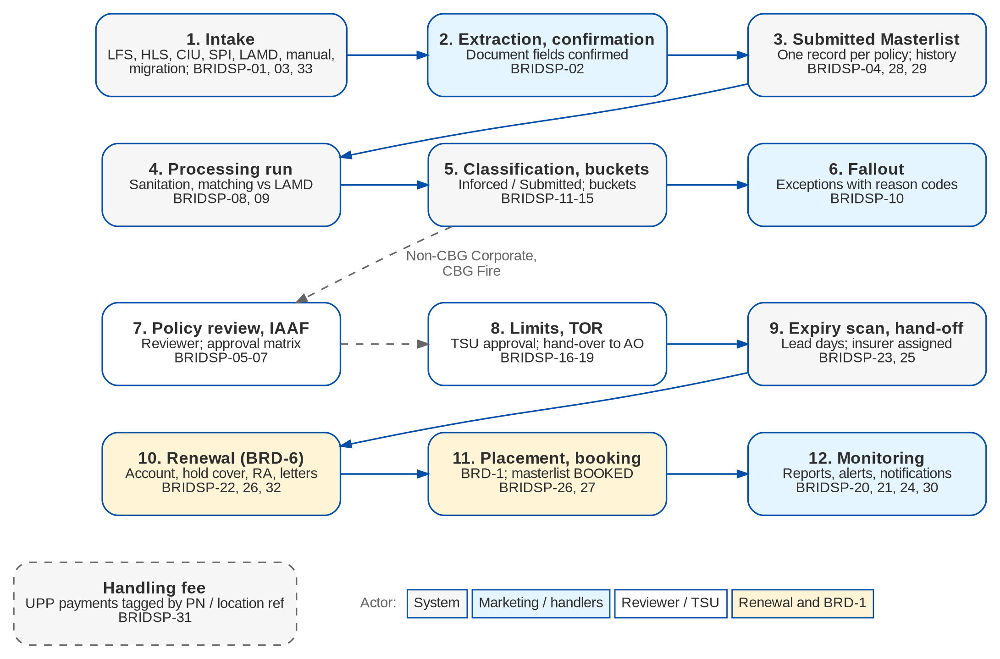 1. Intake
LFS, HLS, CIU, SPI, LAMD, manual,
migration; BRIDSP-01, 03, 33
2. Extraction, confirmation
Document fields confirmed
BRIDSP-02
3. Submitted Masterlist
One record per policy; history
BRIDSP-04, 28, 29
4. Processing run
Sanitation, matching vs LAMD
BRIDSP-08, 09
5. Classification, buckets
Inforced / Submitted; buckets
BRIDSP-11-15
6. Fallout
Exceptions with reason codes
BRIDSP-10
Non-CBG Corporate,
CBG Fire
7. Policy review, IAAF
Reviewer; approval matrix
BRIDSP-05-07
8. Limits, TOR
TSU approval; hand-over to AO
BRIDSP-16-19
9. Expiry scan, hand-off
Lead days; insurer assigned
BRIDSP-23, 25
10. Renewal (BRD-6)
Account, hold cover, RA, letters
BRIDSP-22, 26, 32
11. Placement, booking
BRD-1; masterlist BOOKED
BRIDSP-26, 27
12. Monitoring
Reports, alerts, notifications
BRIDSP-20, 21, 24, 30
Handling fee
UPP payments tagged by PN / location ref
BRIDSP-31
Actor: System Marketing / handlers Reviewer / TSU Renewal and BRD-1